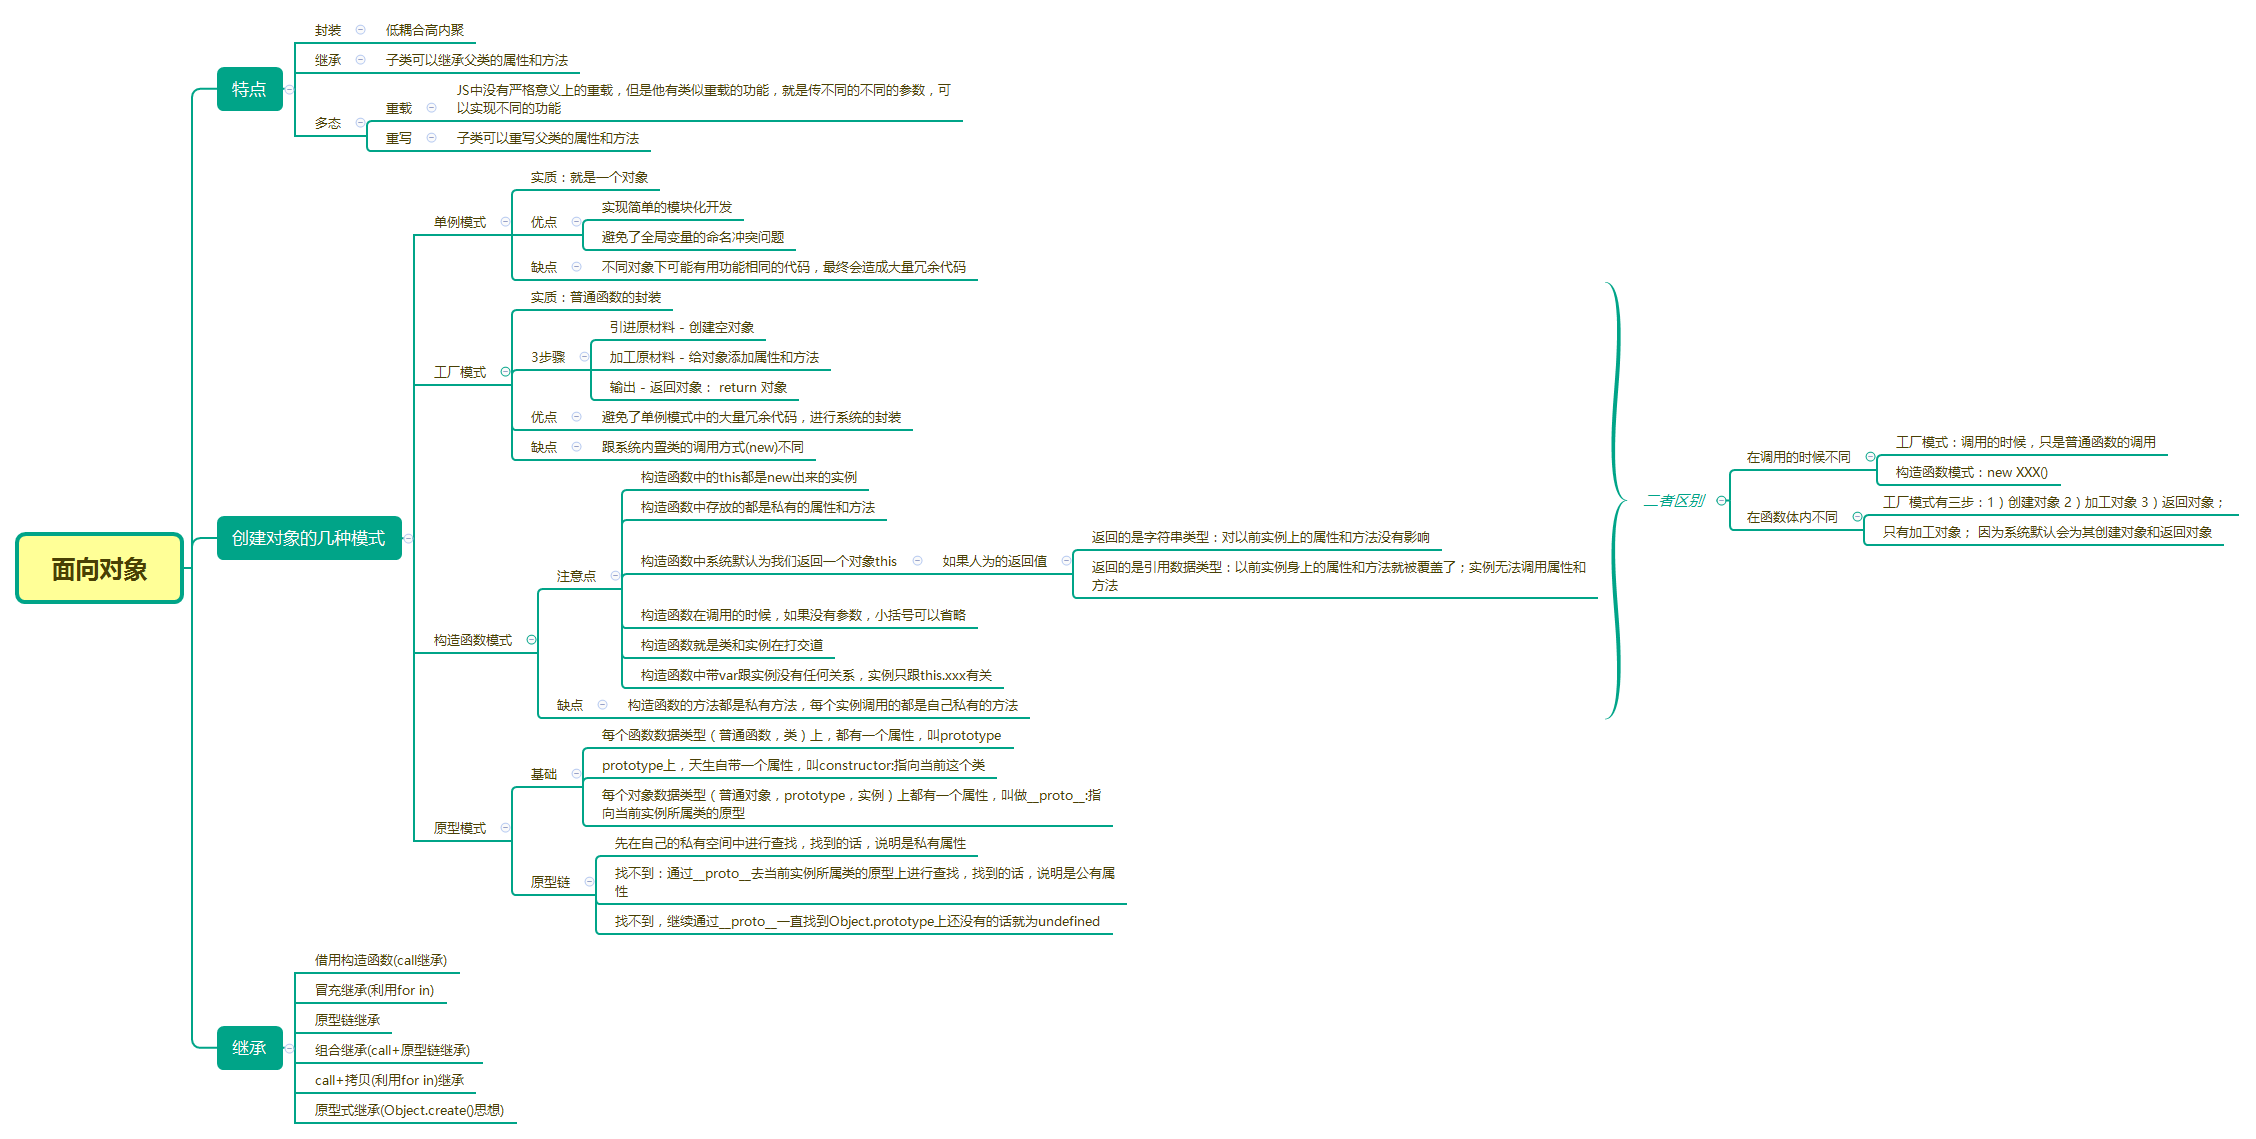 面向对象
特点
封装
低耦合高内聚
继承
子类可以继承父类的属性和方法
多态
重载
JS中没有严格意义上的重载，但是他有类似重载的功能，就是传不同的不同的参数，可
以实现不同的功能
重写
子类可以重写父类的属性和方法
创建对象的几种模式
单例模式
实质：就是一个对象
优点
实现简单的模块化开发
避免了全局变量的命名冲突问题
缺点
不同对象下可能有用功能相同的代码，最终会造成大量冗余代码
工厂模式
实质：普通函数的封装
3步骤
引进原材料 - 创建空对象
加工原材料 - 给对象添加属性和方法
输出 - 返回对象： return 对象
优点
避免了单例模式中的大量冗余代码，进行系统的封装
缺点
跟系统内置类的调用方式(new)不同
构造函数模式
注意点
构造函数中的this都是new出来的实例
构造函数中存放的都是私有的属性和方法
构造函数中系统默认为我们返回一个对象this
如果人为的返回值
返回的是字符串类型：对以前实例上的属性和方法没有影响
返回的是引用数据类型：以前实例身上的属性和方法就被覆盖了；实例无法调用属性和
方法
构造函数在调用的时候，如果没有参数，小括号可以省略
构造函数就是类和实例在打交道
构造函数中带var跟实例没有任何关系，实例只跟this.xxx有关
缺点
构造函数的方法都是私有方法，每个实例调用的都是自己私有的方法
二者区别
在调用的时候不同
工厂模式：调用的时候，只是普通函数的调用
构造函数模式：new XXX()
在函数体内不同
工厂模式有三步：1）创建对象 2）加工对象 3）返回对象；
只有加工对象； 因为系统默认会为其创建对象和返回对象
原型模式
基础
每个函数数据类型（普通函数，类）上，都有一个属性，叫prototype
prototype上，天生自带一个属性，叫constructor:指向当前这个类
每个对象数据类型（普通对象，prototype，实例）上都有一个属性，叫做__proto__:指
向当前实例所属类的原型
原型链
先在自己的私有空间中进行查找，找到的话，说明是私有属性
找不到：通过__proto__去当前实例所属类的原型上进行查找，找到的话，说明是公有属
性
找不到，继续通过__proto__一直找到Object.prototype上还没有的话就为undefined
继承
借用构造函数(call继承)
冒充继承(利用for in)
原型链继承
组合继承(call+原型链继承)
call+拷贝(利用for in)继承
原型式继承(Object.create()思想)